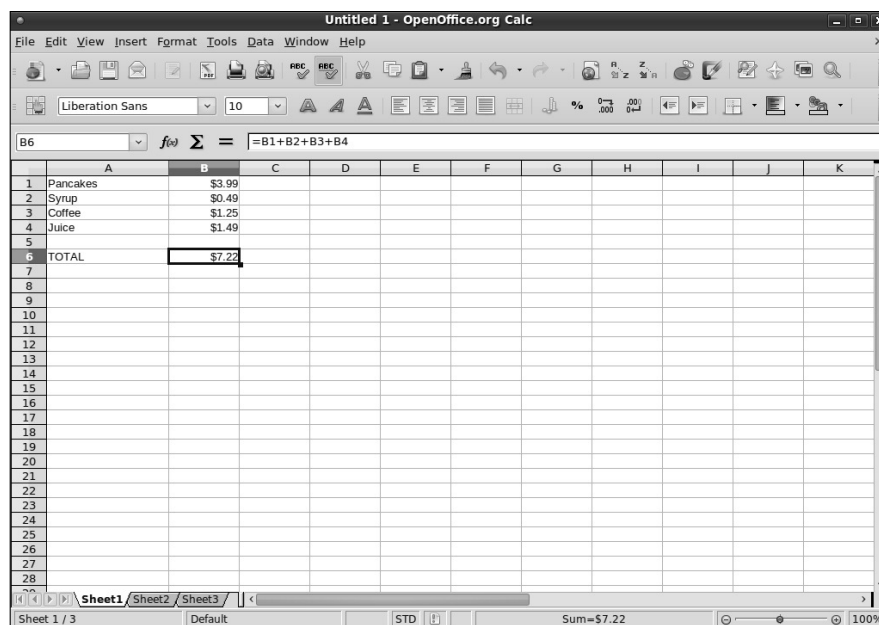 Untitled 1 - OpenOffice.org Calc
File Edit View Insert Format Tools Data Window Help
Liberation Sans 10
B6 f(x) Σ = =B1+B2+B3+B4
A B C D E F G H I J K
1 Pancakes $3.99
2 Syrup $0.49
3 Coffee $1.25
4 Juice $1.49
5
6 TOTAL $7.22
7
8
9
10
11
12
13
14
15
16
17
18
19
20
21
22
23
24
25
26
27
28
Sheet1 Sheet2 Sheet3
Sheet 1 / 3 Default STD Sum=$7.22 100%